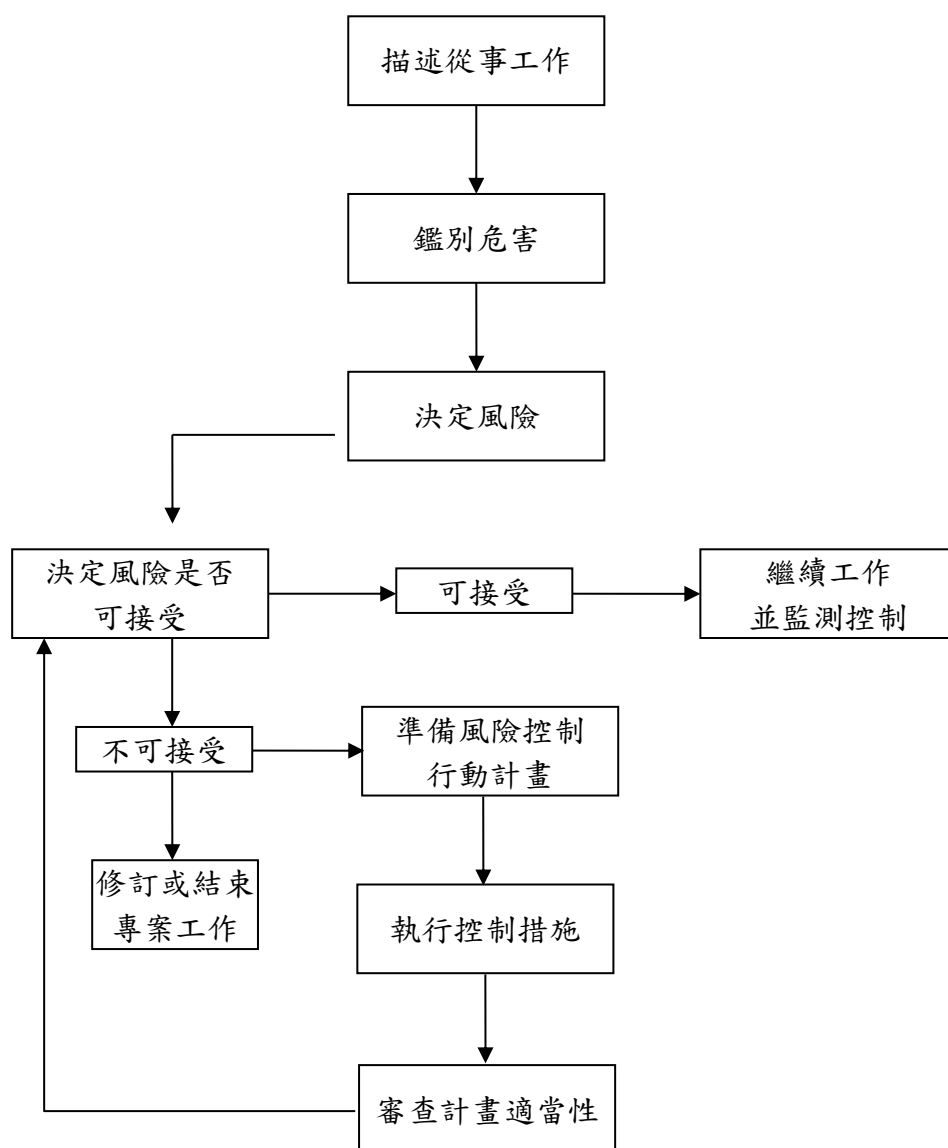 描述從事工作
鑑別危害
決定風險
決定風險是否
可接受
可接受
繼續工作
並監測控制
不可接受
準備風險控制
行動計畫
修訂或結束
專案工作
執行控制措施
審查計畫適當性